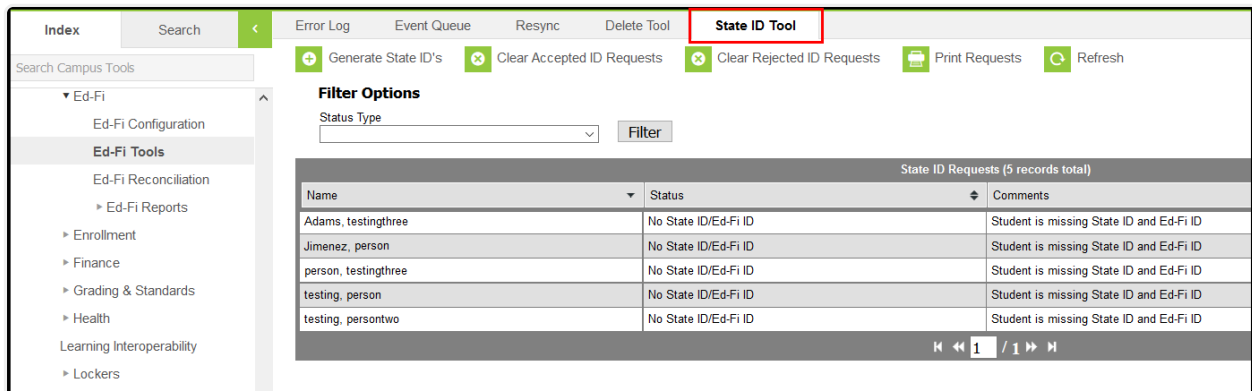 Index Search
Search Campus Tools
Ed-Fi
Ed-Fi Configuration
Ed-Fi Tools
Ed-Fi Reconciliation
Ed-Fi Reports
Enrollment
Finance
Grading & Standards
Health
Learning Interoperability
Lockers
Error Log Event Queue Resync Delete Tool State ID Tool
Generate State ID's Clear Accepted ID Requests Clear Rejected ID Requests Print Requests Refresh
Filter Options
Status Type
Filter
State ID Requests (5 records total)
Name Status Comments
Adams, testingthree No State ID/Ed-Fi ID Student is missing State ID and Ed-Fi ID
Jimenez, person No State ID/Ed-Fi ID Student is missing State ID and Ed-Fi ID
person, testingthree No State ID/Ed-Fi ID Student is missing State ID and Ed-Fi ID
testing, person No State ID/Ed-Fi ID Student is missing State ID and Ed-Fi ID
testing, persontwo No State ID/Ed-Fi ID Student is missing State ID and Ed-Fi ID
1 / 1